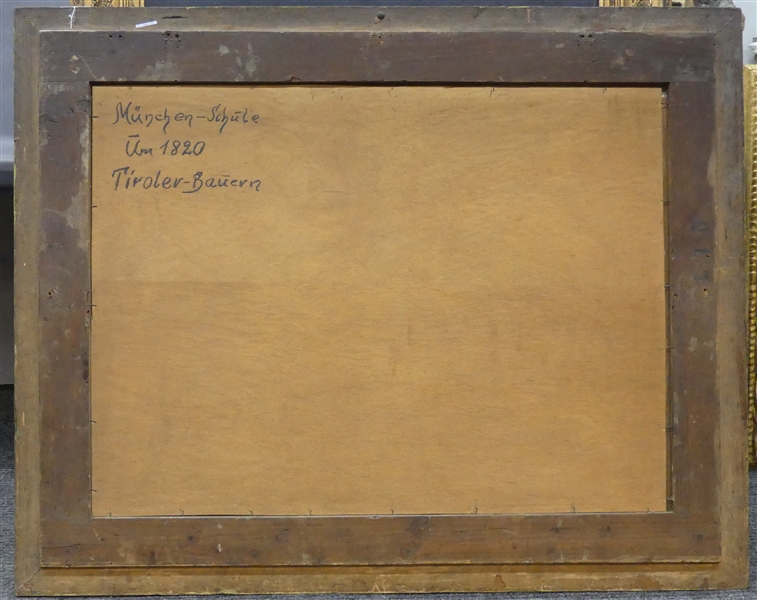 München-Schule
Um 1820
Tiroler-Bauern